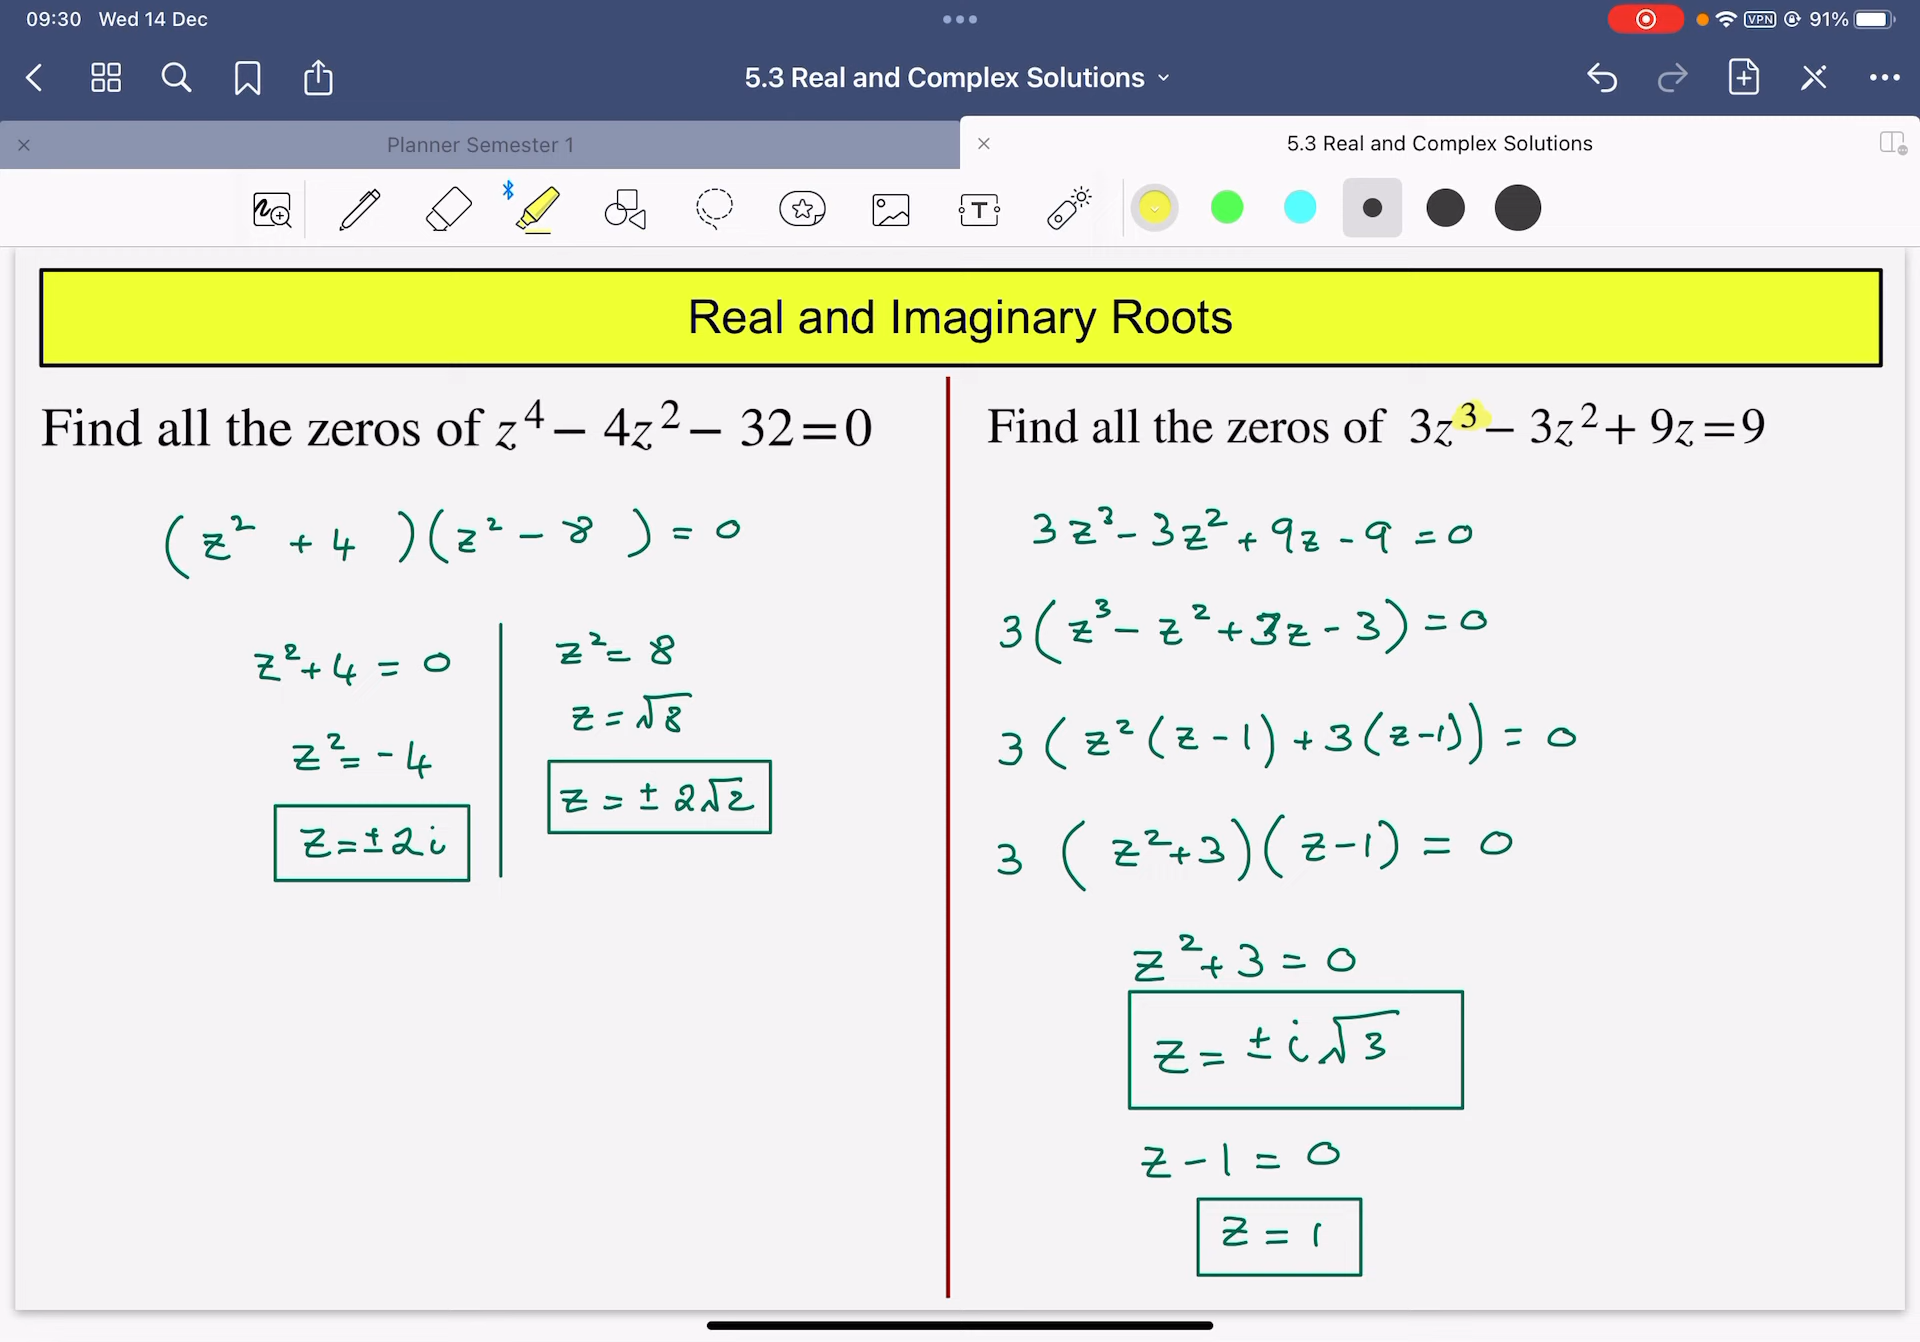 09:30 Wed 14 Dec
VPN 91%
5.3 Real and Complex Solutions
Planner Semester 1
5.3 Real and Complex Solutions
T
Real and Imaginary Roots
Find all the zeros of z⁴ – 4z² – 32=0
(z² + 4 )(z² - 8 ) = 0
z² + 4 = 0
z² = -4
z = ± 2i
z² = 8
z = √8
z = ± 2√2
Find all the zeros of 3z³ – 3z² + 9z = 9
3z³ - 3z² + 9z - 9 = 0
3(z³ - z² + 3z - 3) = 0
3(z²(z - 1) + 3(z-1)) = 0
3 (z²+3)(z-1) = 0
z² + 3 = 0
z = ± i√3
z - 1 = 0
z = 1